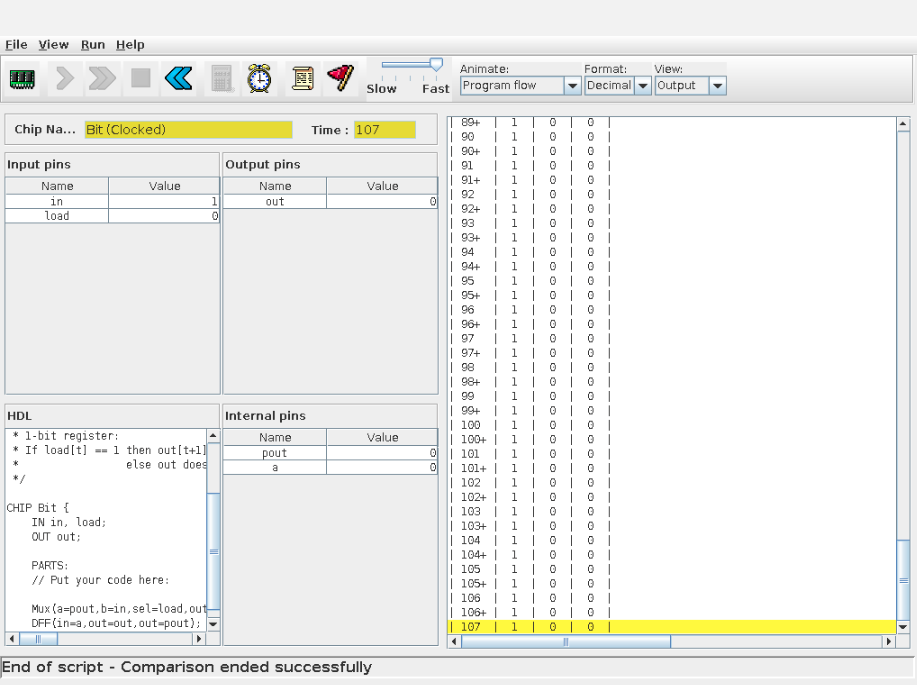 File View Run Help
Slow Fast
Animate: Format: View:
Program flow Decimal Output
Chip Na... Bit (Clocked) Time : 107
Input pins
Name Value
in 1
load 0
Output pins
Name Value
out 0
HDL
* 1-bit register:
* If load[t] == 1 then out[t+1]
* else out does
*/
CHIP Bit {
IN in, load;
OUT out;
PARTS:
// Put your code here:
Mux(a=pout,b=in,sel=load,out
DFF(in=a,out=out,out=pout);
Internal pins
Name Value
pout 0
a 0
| 89+ | 1 | 0 | 0 |
| 90 | 1 | 0 | 0 |
| 90+ | 1 | 0 | 0 |
| 91 | 1 | 0 | 0 |
| 91+ | 1 | 0 | 0 |
| 92 | 1 | 0 | 0 |
| 92+ | 1 | 0 | 0 |
| 93 | 1 | 0 | 0 |
| 93+ | 1 | 0 | 0 |
| 94 | 1 | 0 | 0 |
| 94+ | 1 | 0 | 0 |
| 95 | 1 | 0 | 0 |
| 95+ | 1 | 0 | 0 |
| 96 | 1 | 0 | 0 |
| 96+ | 1 | 0 | 0 |
| 97 | 1 | 0 | 0 |
| 97+ | 1 | 0 | 0 |
| 98 | 1 | 0 | 0 |
| 98+ | 1 | 0 | 0 |
| 99 | 1 | 0 | 0 |
| 99+ | 1 | 0 | 0 |
| 100 | 1 | 0 | 0 |
| 100+ | 1 | 0 | 0 |
| 101 | 1 | 0 | 0 |
| 101+ | 1 | 0 | 0 |
| 102 | 1 | 0 | 0 |
| 102+ | 1 | 0 | 0 |
| 103 | 1 | 0 | 0 |
| 103+ | 1 | 0 | 0 |
| 104 | 1 | 0 | 0 |
| 104+ | 1 | 0 | 0 |
| 105 | 1 | 0 | 0 |
| 105+ | 1 | 0 | 0 |
| 106 | 1 | 0 | 0 |
| 106+ | 1 | 0 | 0 |
| 107 | 1 | 0 | 0 |
End of script - Comparison ended successfully